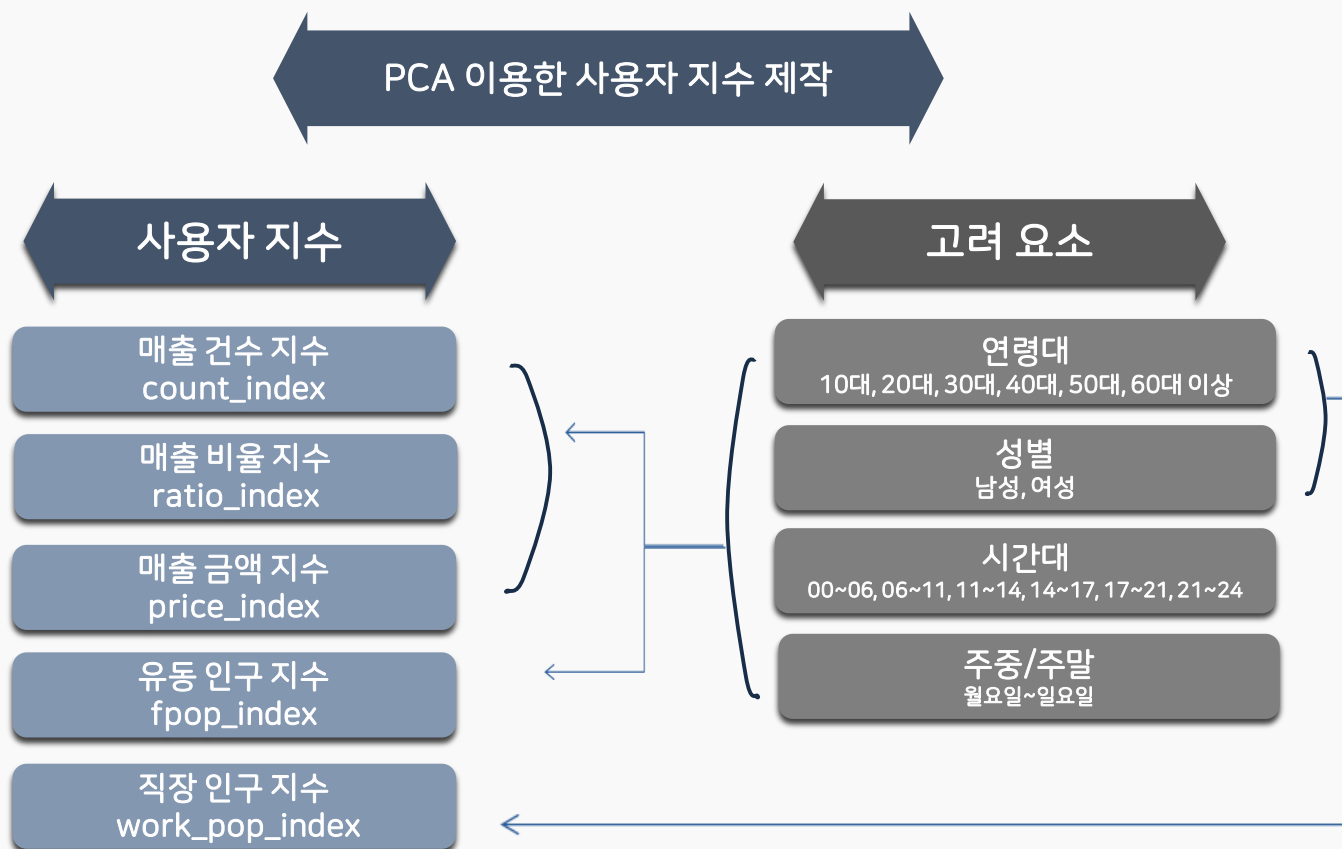 PCA 이용한 사용자 지수 제작
사용자 지수
매출 건수 지수
count_index
매출 비율 지수
ratio_index
매출 금액 지수
price_index
유동 인구 지수
fpop_index
직장 인구 지수
work_pop_index
고려 요소
연령대
10대, 20대, 30대, 40대, 50대, 60대 이상
성별
남성, 여성
시간대
00~06, 06~11, 11~14, 14~17, 17~21, 21~24
주중/주말
월요일~일요일